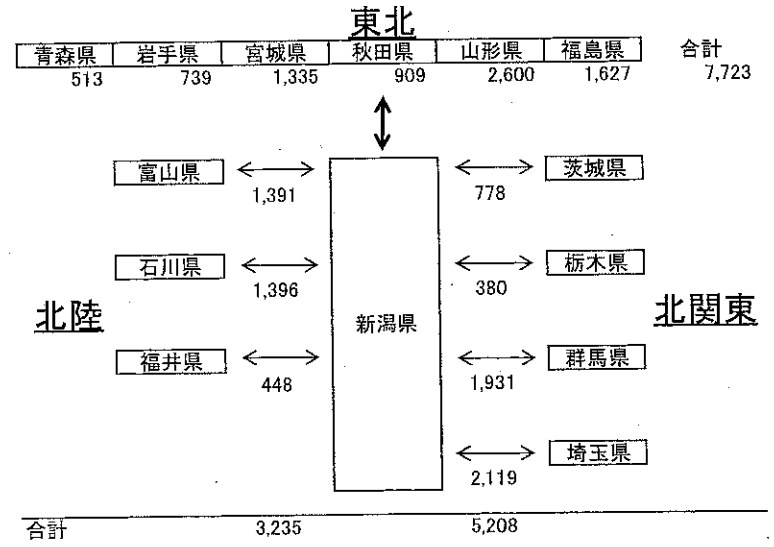 東北
青森県 岩手県 宮城県 秋田県 山形県 福島県 合計
513 739 1,335 909 2,600 1,627 7,723
富山県 茨城県
1,391 778
石川県 栃木県
1,396 380
北陸 新潟県 北関東
福井県 群馬県
448 1,931
埼玉県
2,119
合計 3,235 5,208